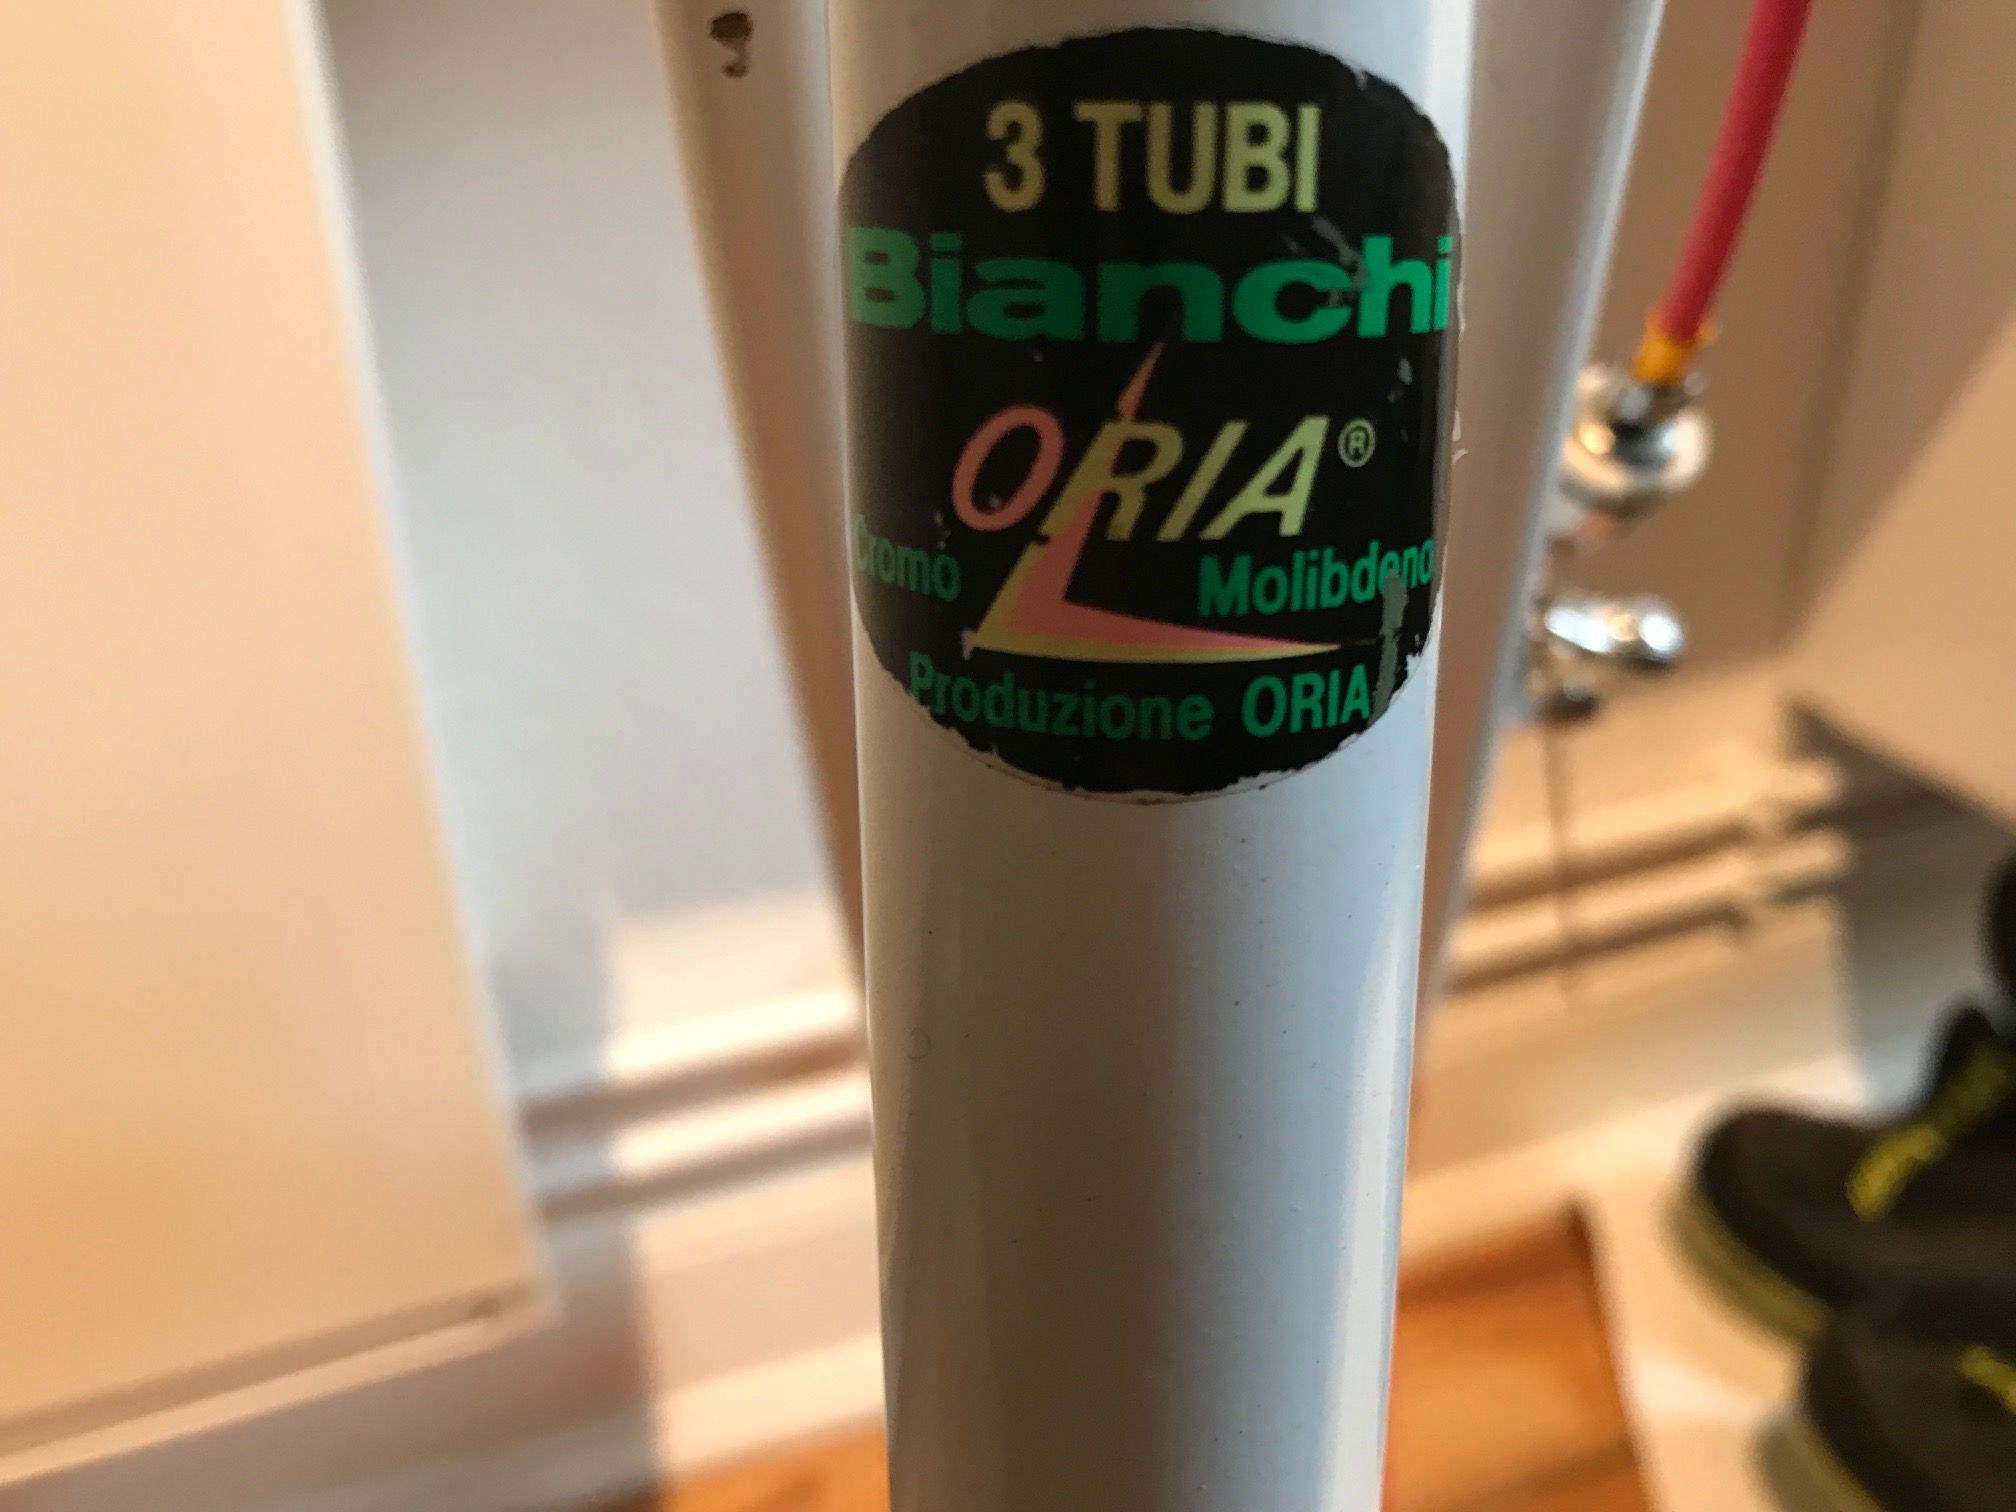 3 TUBI
Bianchi
ORIA®
Cromo Molibdeno
Produzione ORIA